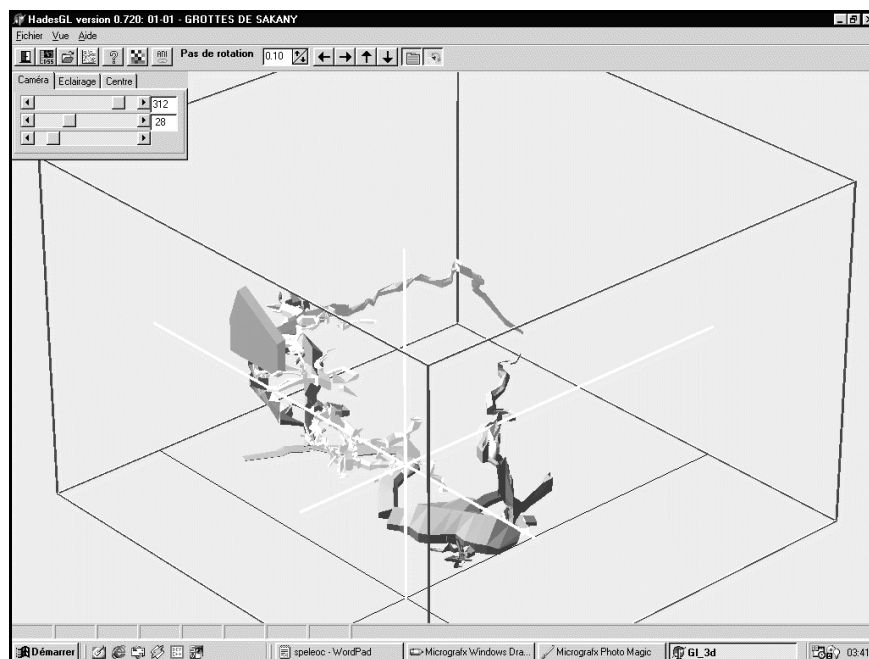 HadesGL version 0.720: 01-01 - GROTTES DE SAKANY
Fichier Vue Aide
Pas de rotation 0.10
Caméra Eclairage Centre
312
28
Démarrer speleoc - WordPad Micrografx Windows Dra... Micrografx Photo Magic Gl_3d 03:41